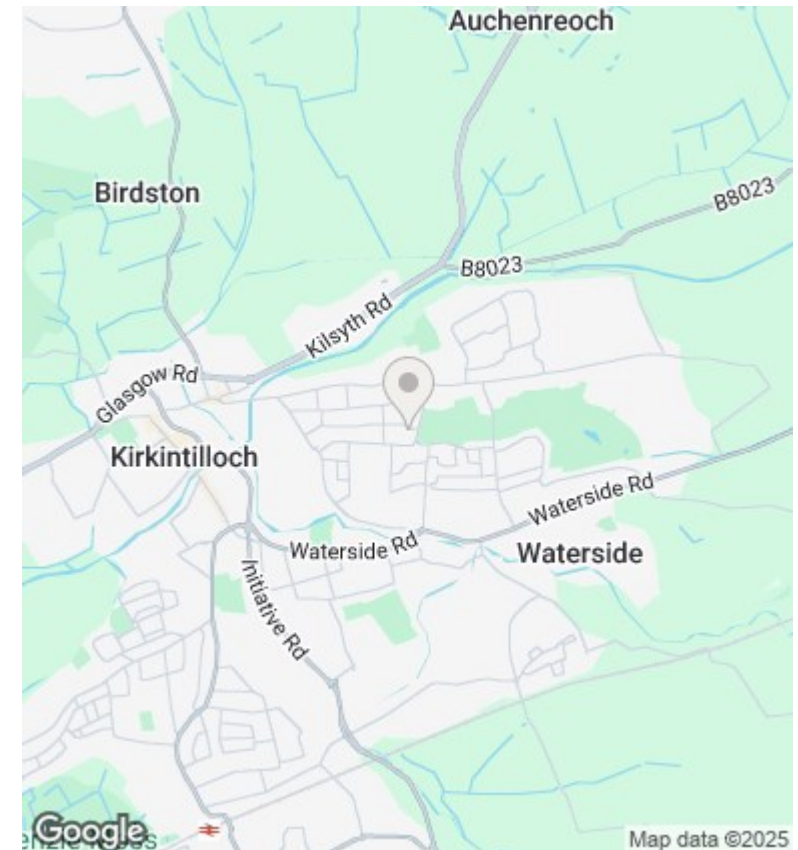 Auchenreoch
Birdston
B8023
B8023
Kilsyth Rd
Glasgow Rd
Kirkintilloch
Waterside Rd
Waterside Rd
Waterside
Initiative Rd
Google
Map data ©2025